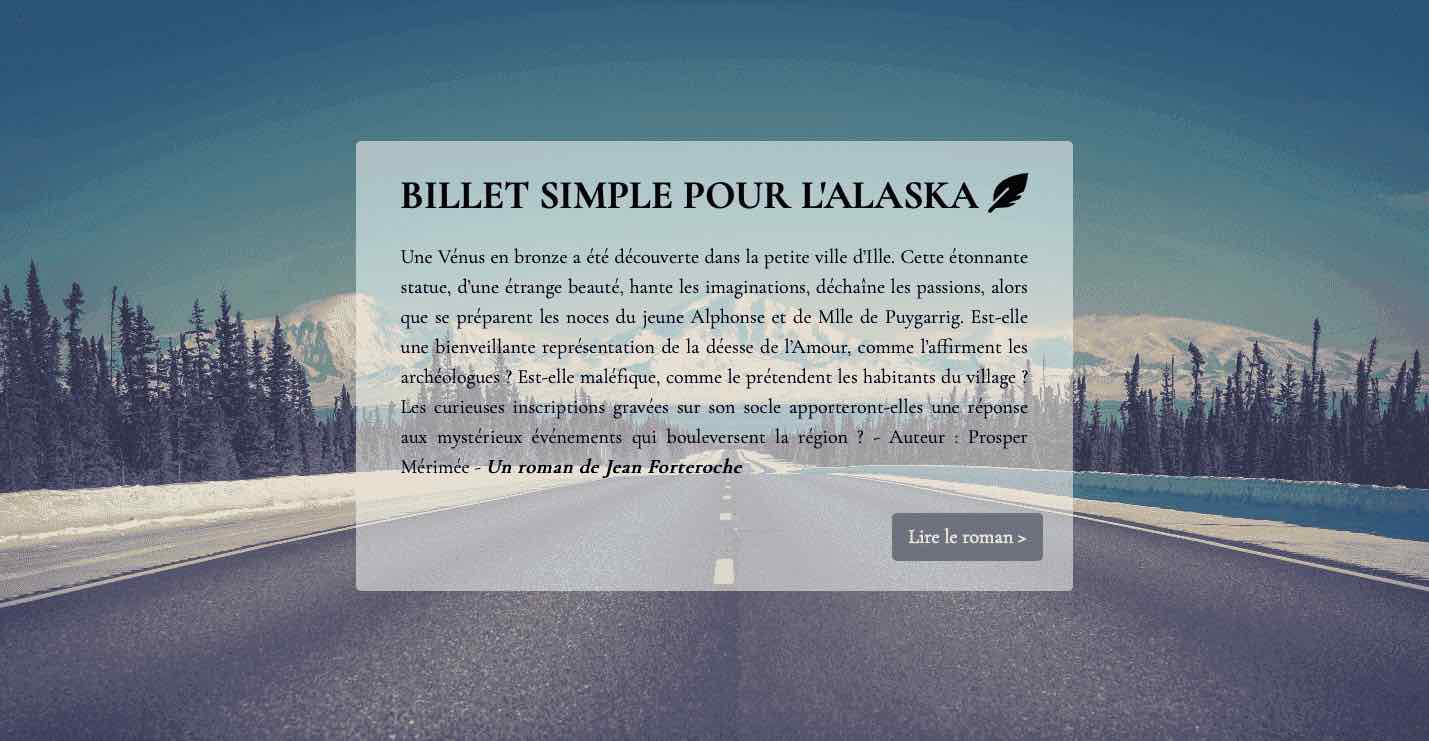 BILLET SIMPLE POUR L'ALASKA
Une Vénus en bronze a été découverte dans la petite ville d’Ille. Cette étonnante
statue, d’une étrange beauté, hante les imaginations, déchaîne les passions, alors
que se préparent les noces du jeune Alphonse et de Mlle de Puygarrig. Est-elle
une bienveillante représentation de la déesse de l’Amour, comme l’affirment les
archéologues ? Est-elle maléfique, comme le prétendent les habitants du village ?
Les curieuses inscriptions gravées sur son socle apporteront-elles une réponse
aux mystérieux événements qui bouleversent la région ? - Auteur : Prosper
Mérimée - Un roman de Jean Forteroche
Lire le roman >